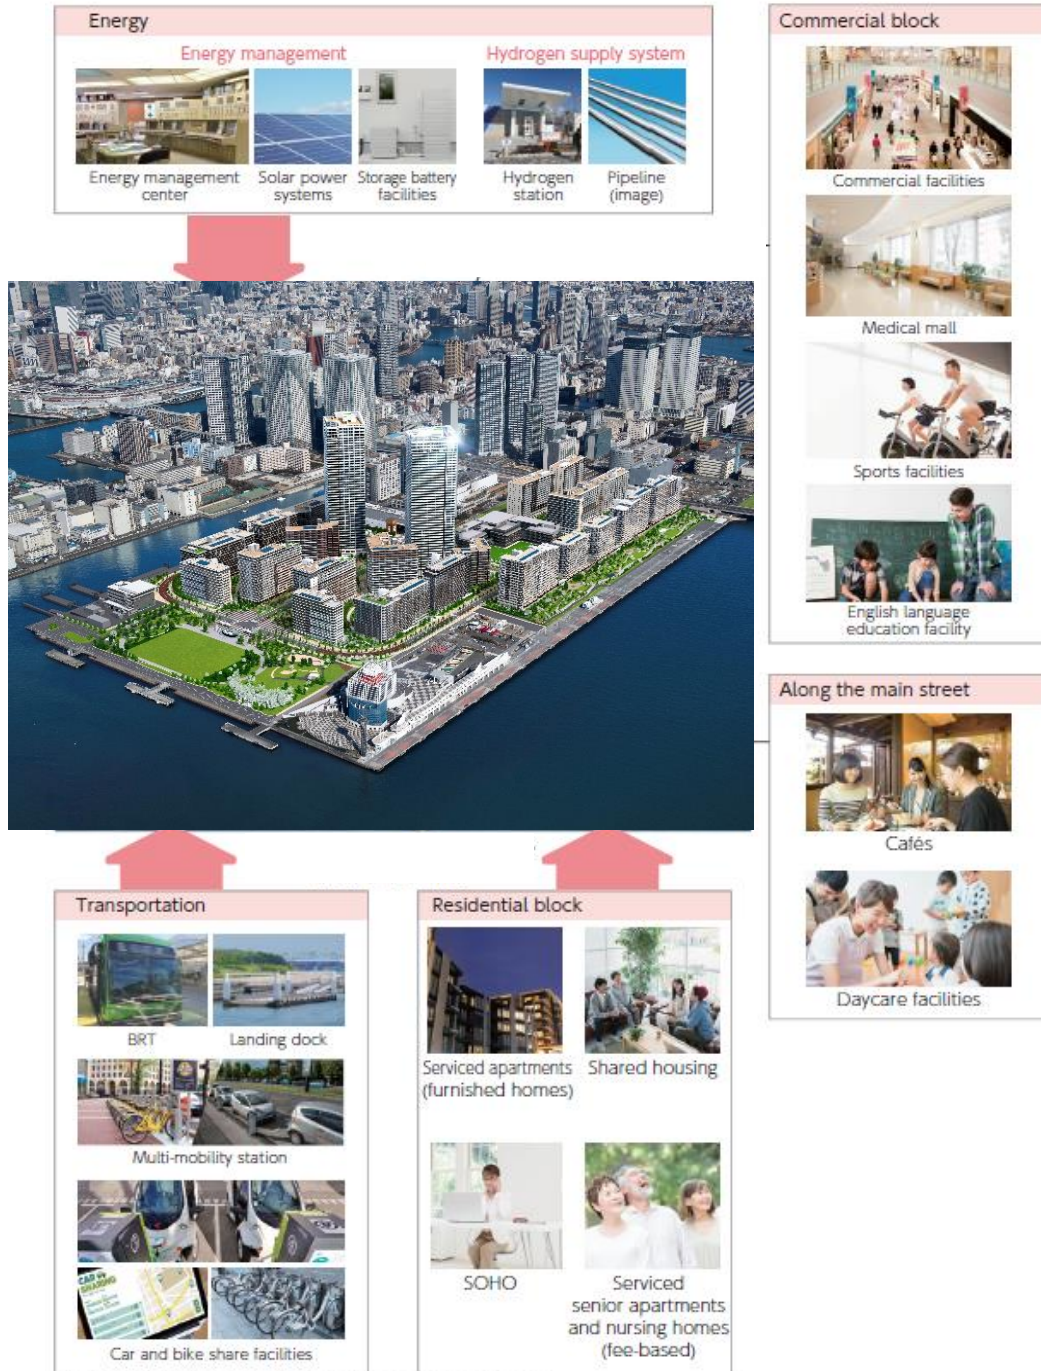 Energy
Energy management
Hydrogen supply system
Energy management
center
Solar power
systems
Storage battery
facilities
Hydrogen
station
Pipeline
(image)
Commercial block
Commercial facilities
Medical mall
Sports facilities
English language
education facility
Along the main street
Cafés
Daycare facilities
Transportation
BRT
Landing dock
Multi-mobility station
CAR
SHARING
Car and bike share facilities
Residential block
Serviced apartments
(furnished homes)
Shared housing
SOHO
Serviced
senior apartments
and nursing homes
(fee-based)